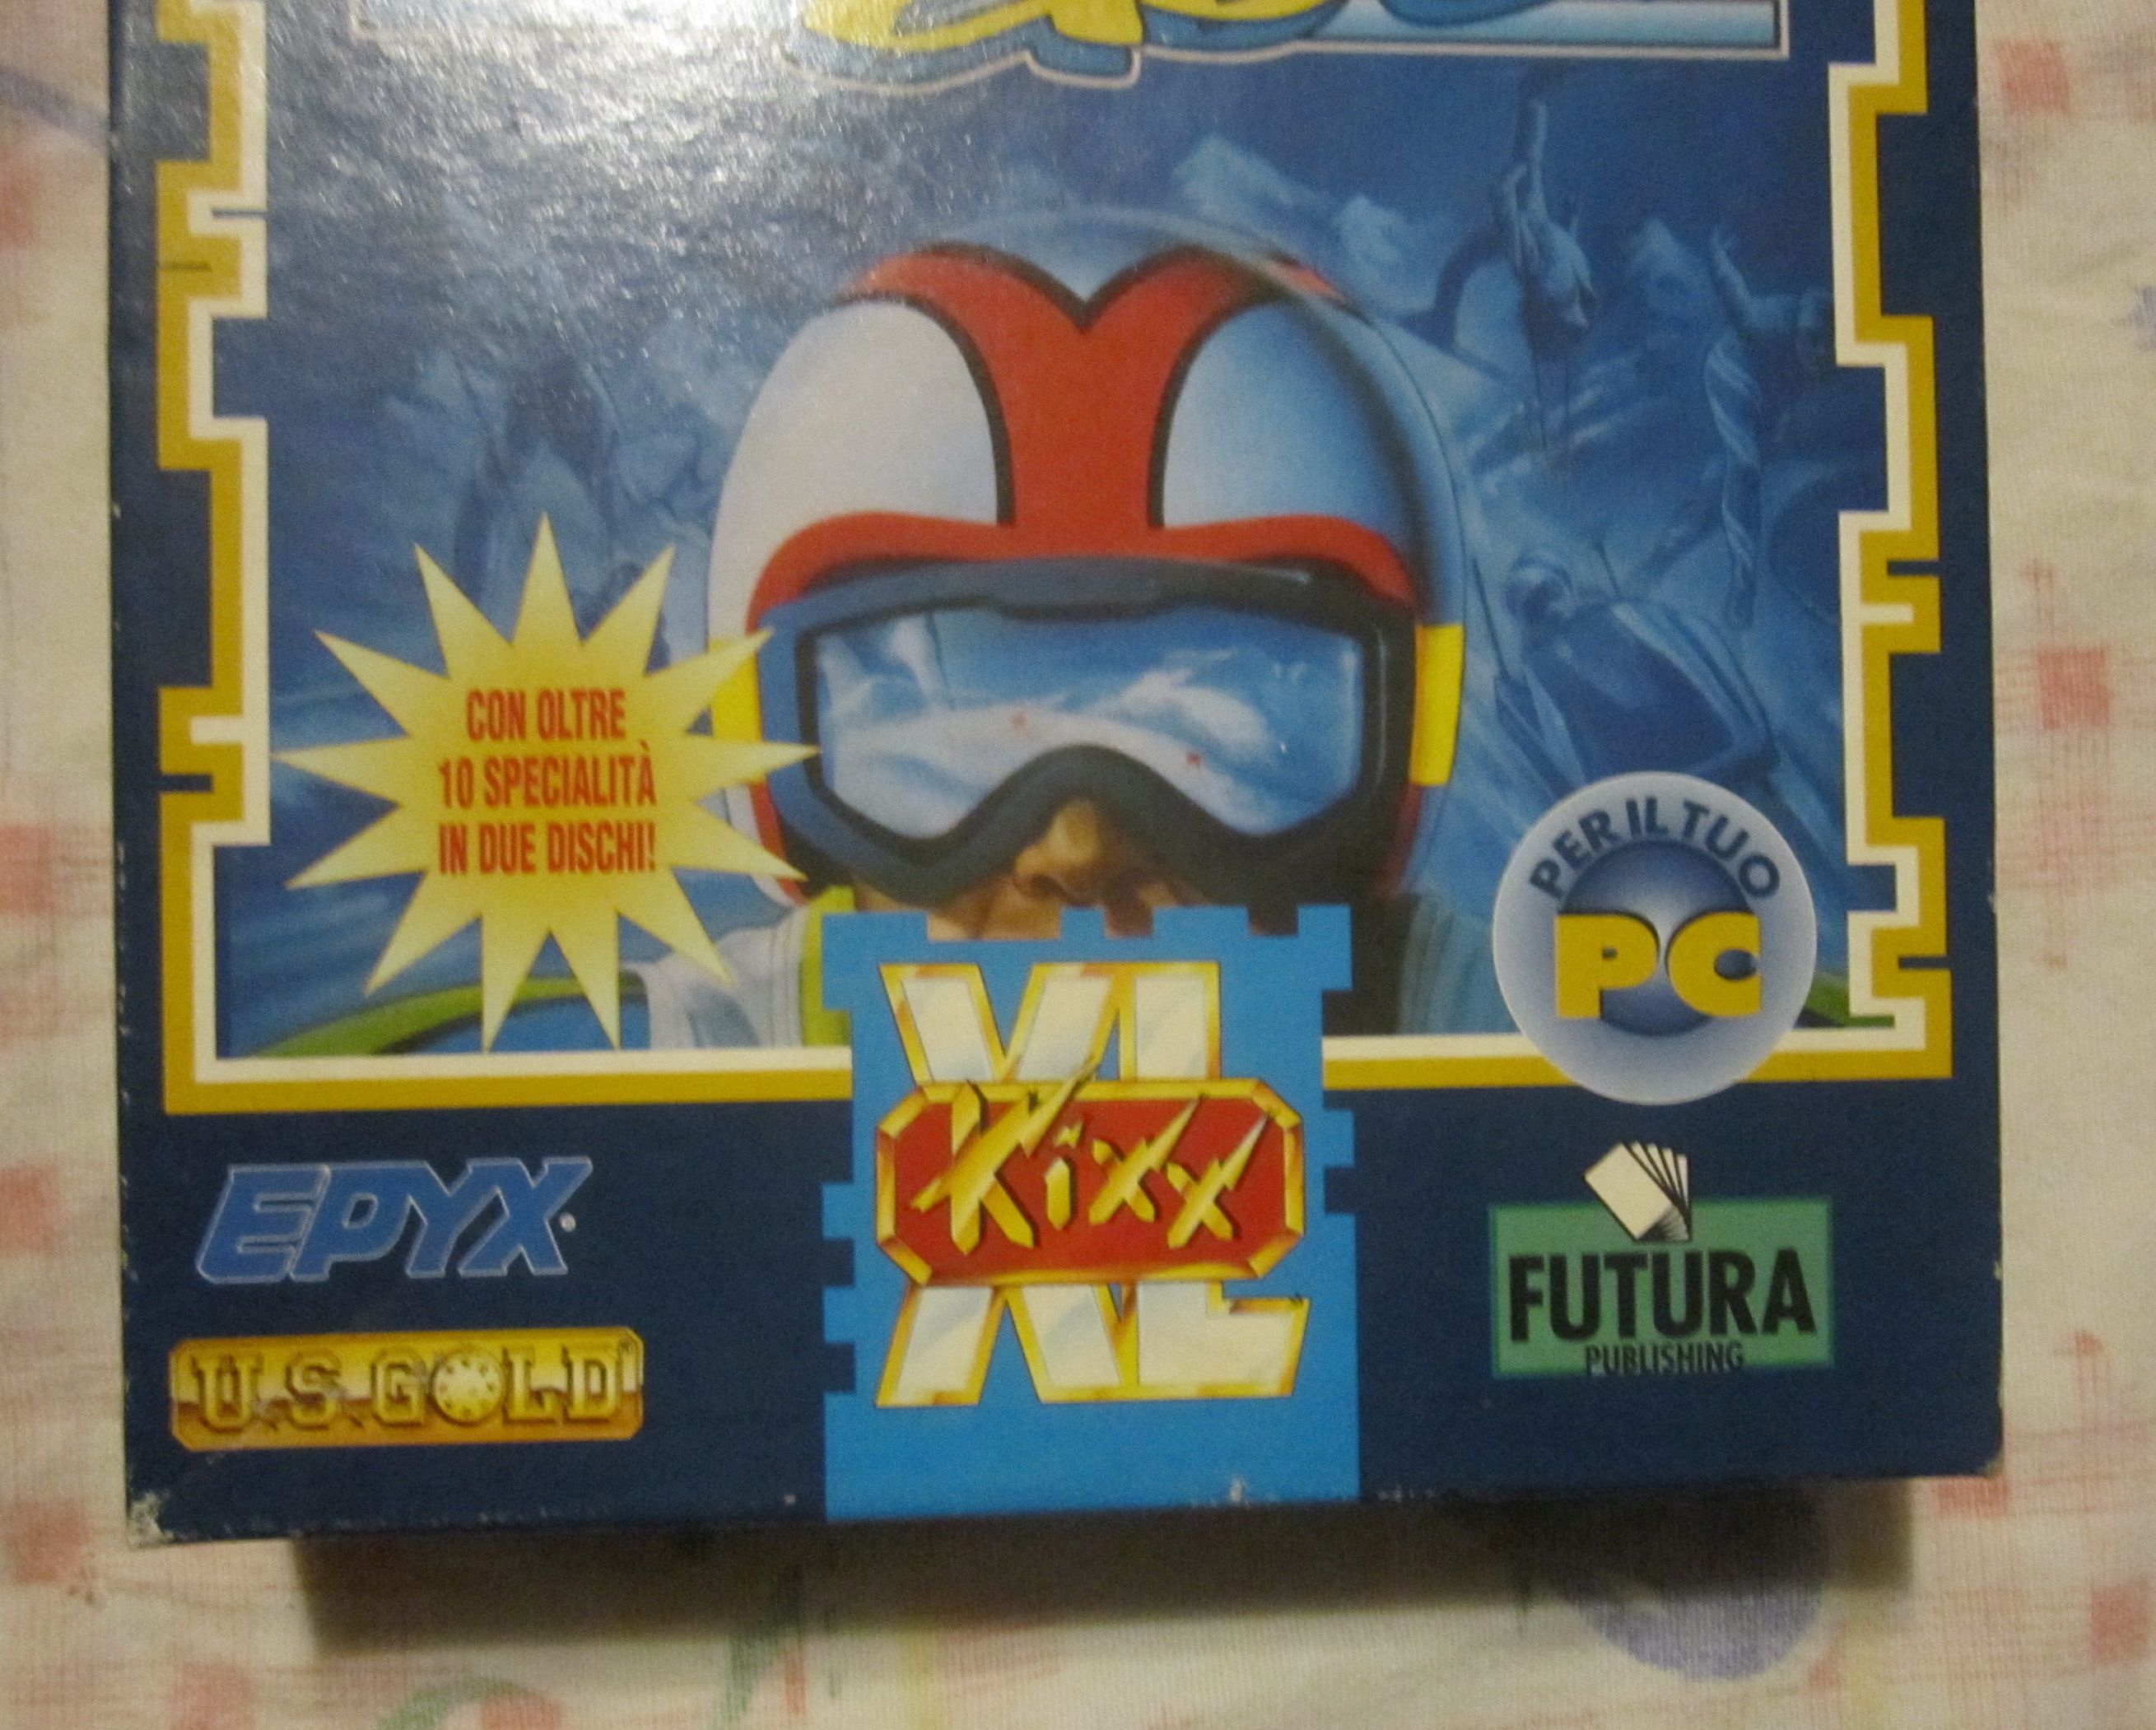 CON OLTRE
10 SPECIALITÀ
IN DUE DISCHI!
PER IL TUO
PC
XL
Kixx
EPYX
U.S. GOLD
FUTURA
PUBLISHING